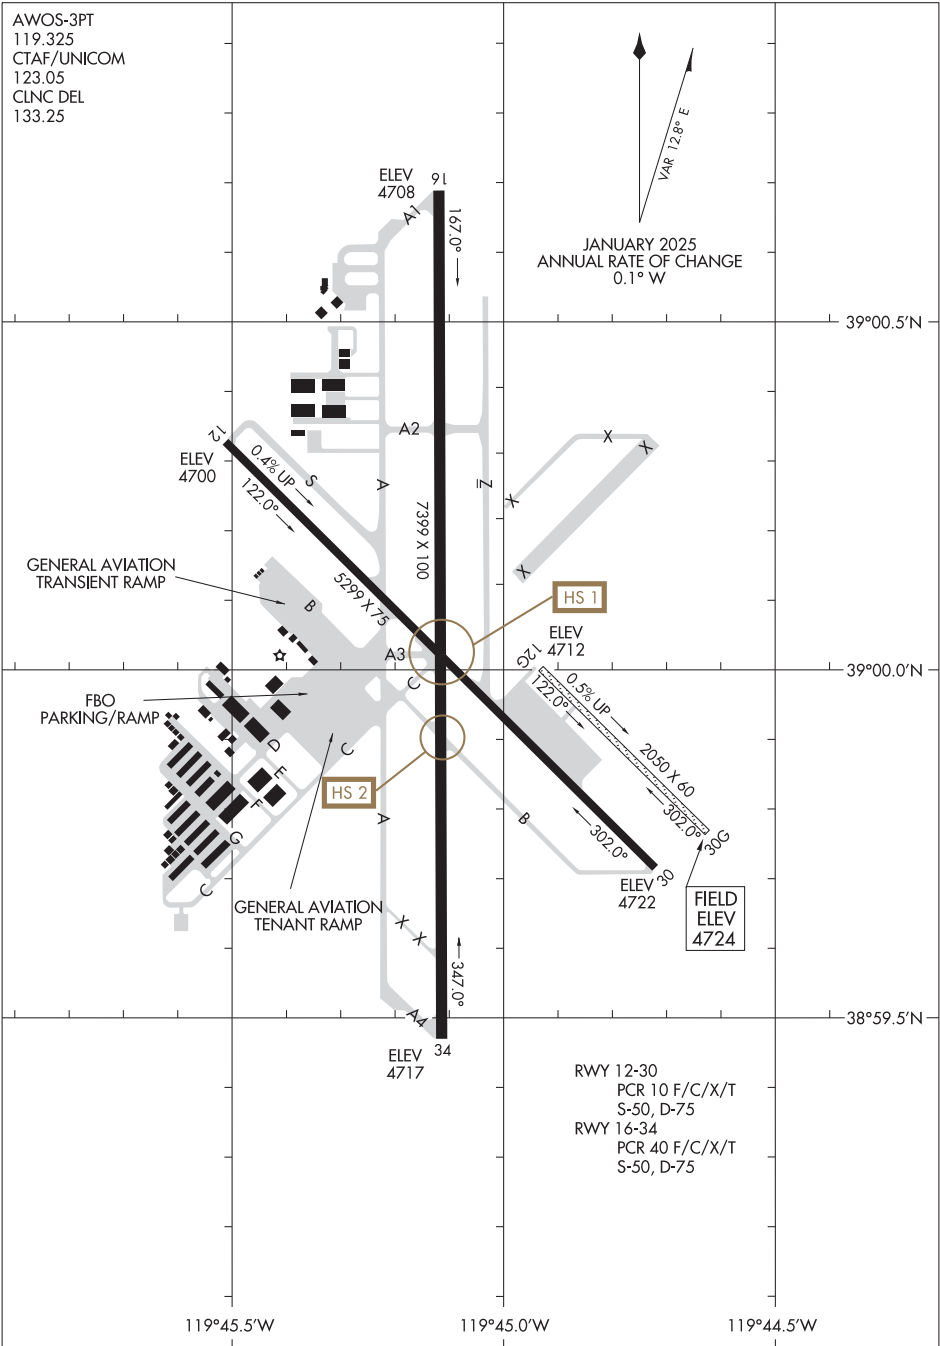 AWOS-3PT
119.325
CTAF/UNICOM
123.05
CLNC DEL
133.25
VAR 12.8° E
JANUARY 2025
ANNUAL RATE OF CHANGE
0.1° W
ELEV
4708
16
A1
167.0°
39°00.5'N
A2
12
ELEV
4700
0.4% UP
122.0°
S
A
Z
7399 X 100
X
X
X
X
GENERAL AVIATION
TRANSIENT RAMP
B
5299 X 75
HS 1
A3
C
12G
ELEV
4712
39°00.0'N
0.5% UP
122.0°
2050 X 60
302.0°
30G
FBO
PARKING/RAMP
D
E
F
G
C
C
HS 2
A
B
302.0°
30
ELEV
4722
FIELD
ELEV
4724
GENERAL AVIATION
TENANT RAMP
X
X
347.0°
A4
38°59.5'N
34
ELEV
4717
RWY 12-30
PCR 10 F/C/X/T
S-50, D-75
RWY 16-34
PCR 40 F/C/X/T
S-50, D-75
119°45.5'W
119°45.0'W
119°44.5'W